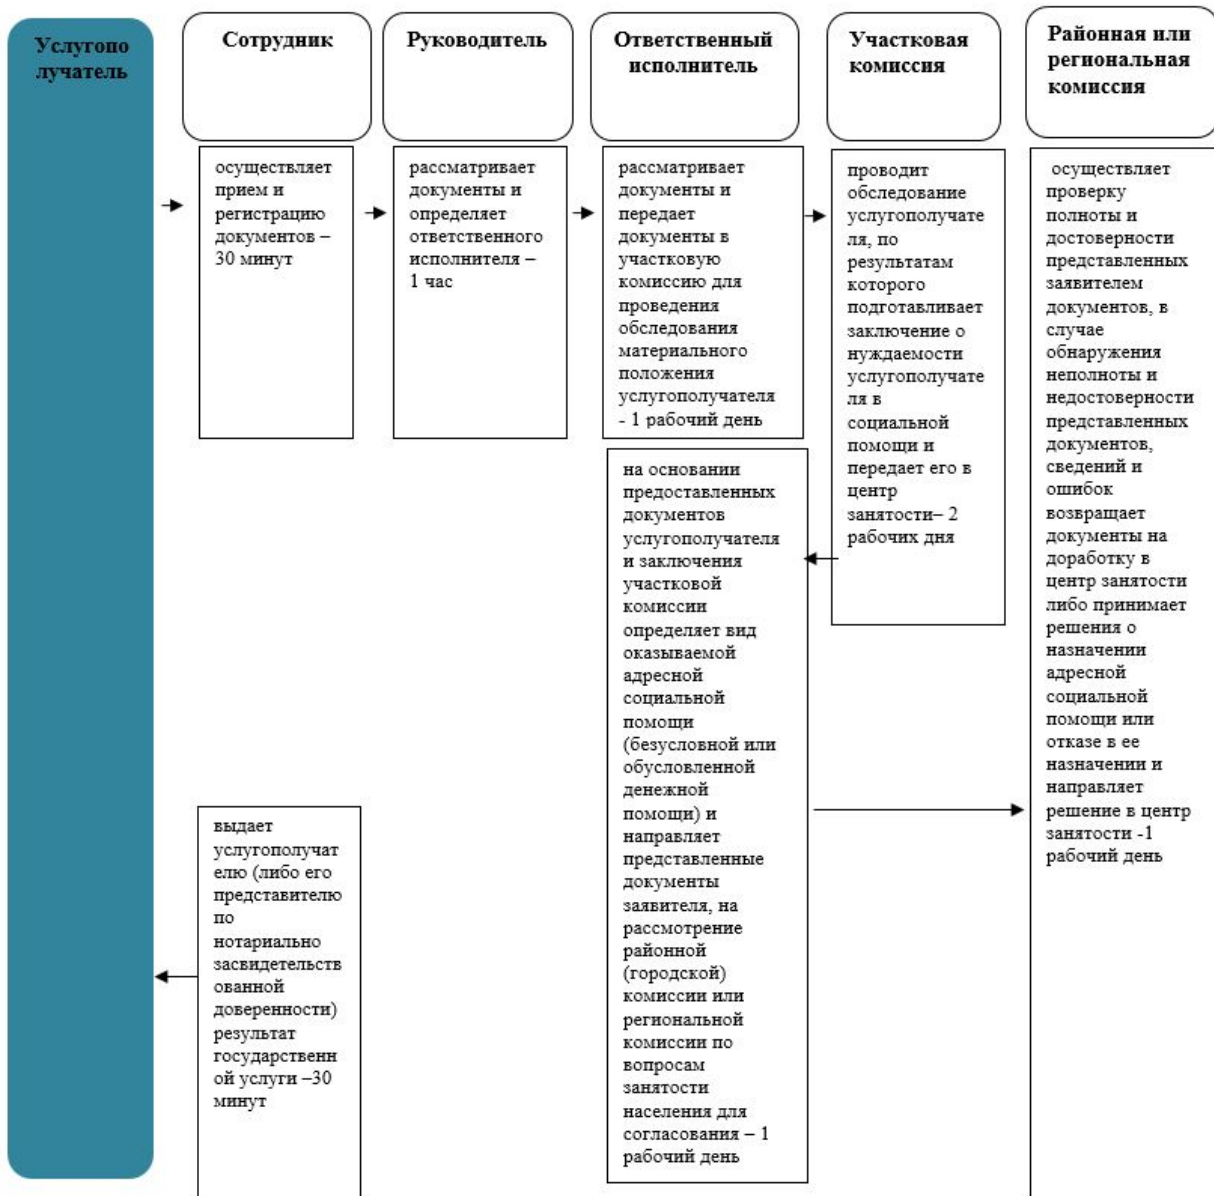 Услугопо
лучатель
Сотрудник
Руководитель
Ответственный
исполнитель
Участковая
комиссия
Районная или
региональная
комиссия
осуществляет
прием и
регистрацию
документов –
30 минут
рассматривает
документы и
определяет
ответственного
исполнителя –
1 час
рассматривает
документы и
передает
документы в
участковую
комиссию для
проведения
обследования
материального
положения
услугополучателя
- 1 рабочий день
проводит
обследование
услугополучате
ля, по
результатам
которого
подготавливает
заключение о
нуждаемости
услугополучате
ля в
социальной
помощи и
передает его в
центр
занятости– 2
рабочих дня
осуществляет
проверку
полноты и
достоверности
представленных
заявителем
документов, в
случае
обнаружения
неполноты и
недостоверности
представленных
документов,
сведений и
ошибок
возвращает
документы на
доработку в
центр занятости
либо принимает
решения о
назначении
адресной
социальной
помощи или
отказе в ее
назначении и
направляет
решение в центр
занятости -1
рабочий день
на основании
предоставленных
документов
услугополучателя
и заключения
участковой
комиссии
определяет вид
оказываемой
адресной
социальной
помощи
(безусловной или
обусловленной
денежной
помощи) и
направляет
представленные
документы
заявителя, на
рассмотрение
районной
(городской)
комиссии или
региональной
комиссии по
вопросам
занятости
населения для
согласования – 1
рабочий день
выдает
услугополучат
елю (либо его
представителю
по
нотариально
засвидетельств
ованной
доверенности)
результат
государственн
ой услуги –30
минут